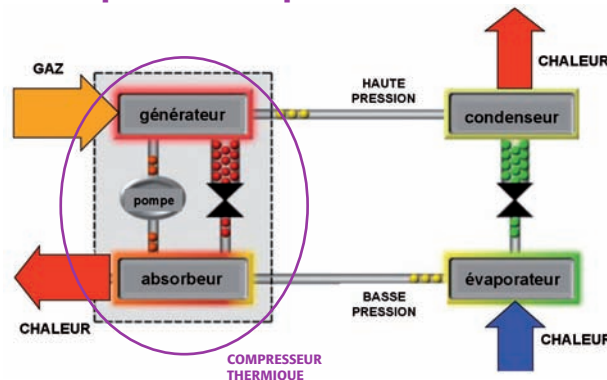 GAZ
CHALEUR
générateur
HAUTE
PRESSION
condenseur
pompe
absorbeur
évaporateur
CHALEUR
BASSE
PRESSION
CHALEUR
COMPRESSEUR
THERMIQUE